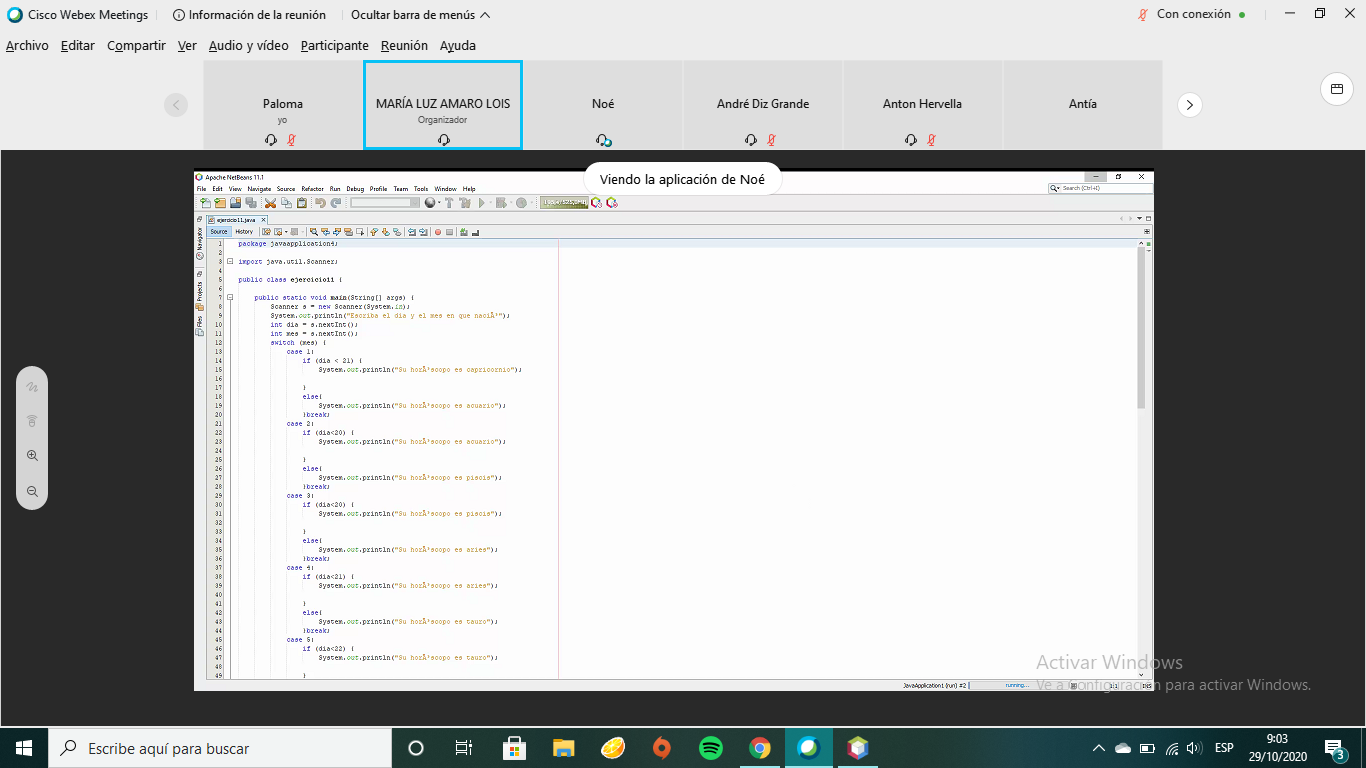 Cisco Webex Meetings
Información de la reunión
Ocultar barra de menús
Con conexión
Archivo Editar Compartir Ver Audio y vídeo Participante Reunión Ayuda
Paloma
yo
MARÍA LUZ AMARO LOIS
Organizador
Noé
André Diz Grande
Anton Hervella
Antía
Viendo la aplicación de Noé
Apache NetBeans 11.1
File Edit View Navigate Source Refactor Run Debug Profile Team Tools Window Help
Search (Ctrl+I)
ejercicio11.java
Source History
Navigator
Projects
Files
1 package javaapplication4;
2
3 import java.util.Scanner;
4
5 public class ejercicio11 {
6
7 public static void main(String[] args) {
8 Scanner s = new Scanner(System.in);
9 System.out.println("Escriba el día y el mes en que naciÃ³");
10 int dia = s.nextInt();
11 int mes = s.nextInt();
12 switch (mes) {
13 case 1:
14 if (dia < 21) {
15 System.out.println("Su horÃ³scopo es capricornio");
16
17 }
18 else{
19 System.out.println("Su horÃ³scopo es acuario");
20 }break;
21 case 2:
22 if (dia<20) {
23 System.out.println("Su horÃ³scopo es acuario");
24
25 }
26 else{
27 System.out.println("Su horÃ³scopo es piscis");
28 }break;
29 case 3:
30 if (dia<20) {
31 System.out.println("Su horÃ³scopo es piscis");
32
33 }
34 else{
35 System.out.println("Su horÃ³scopo es aries");
36 }break;
37 case 4:
38 if (dia<21) {
39 System.out.println("Su horÃ³scopo es aries");
40
41 }
42 else{
43 System.out.println("Su horÃ³scopo es tauro");
44 }break;
45 case 5:
46 if (dia<22) {
47 System.out.println("Su horÃ³scopo es tauro");
48
49 }
JavaApplication1 (run) #2 running... 1:1 INS
Activar Windows
Ve a Configuración para activar Windows.
Escribe aquí para buscar
ESP
9:03
29/10/2020
3